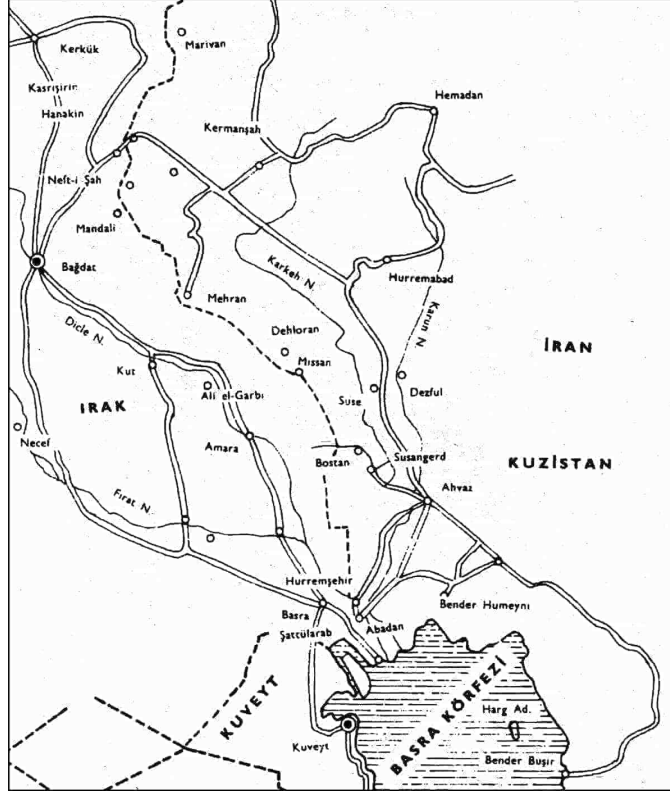 Marivan
Kerkük
Kasrışirin
Hanakin
Hemadan
Kermanşah
Neft-i Şah
Mandali
Bağdat
Karkeh N.
Hurremabad
Mehran
Karun N.
Dicle N.
Dehloran
Missan
İRAN
Kut
Ali el-Garbi
Suse
Dezful
IRAK
Necef
Amara
Bostan
Susangerd
KUZİSTAN
Ahvaz
Fırat N.
Hurremşehir
Bender Humeyni
Basra
Şattülarab
Abadan
KUVEYT
BASRA KÖRFEZİ
Harg Ad.
Kuveyt
Bender Buşir